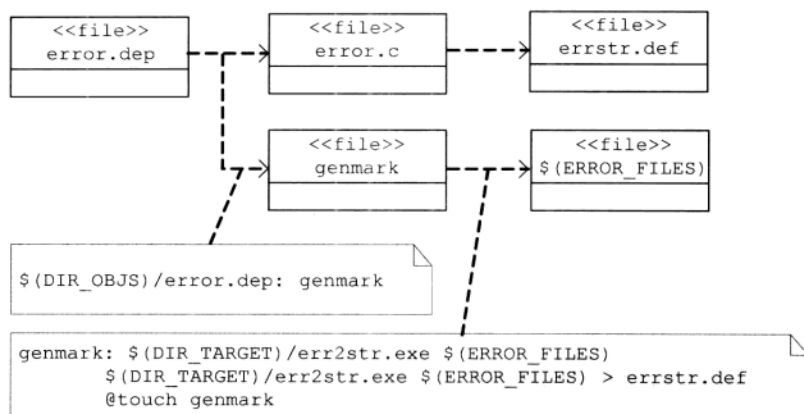 <<file>>
error.dep
<<file>>
error.c
<<file>>
errstr.def
<<file>>
genmark
<<file>>
$(ERROR_FILES)
$(DIR_OBJS)/error.dep: genmark
genmark: $(DIR_TARGET)/err2str.exe $(ERROR_FILES)
$(DIR_TARGET)/err2str.exe $(ERROR_FILES) > errstr.def
@touch genmark